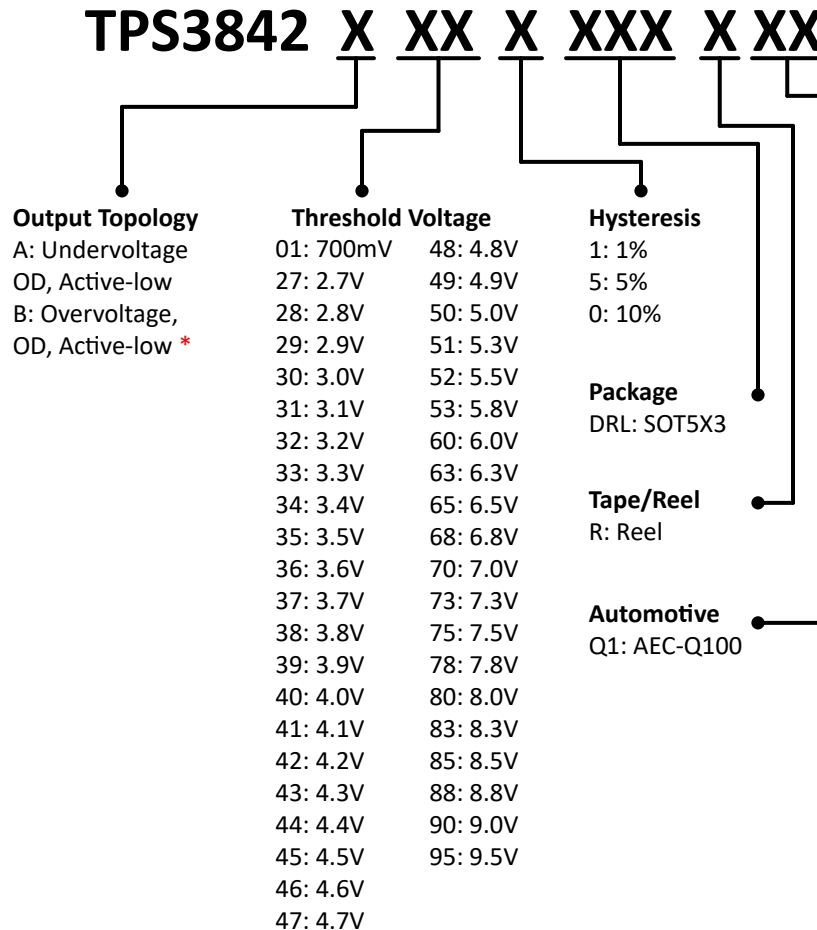 TPS3842 X XX X XXX X XX
Output Topology
A: Undervoltage
OD, Active-low
B: Overvoltage,
OD, Active-low *
Threshold Voltage
01: 700mV
27: 2.7V
28: 2.8V
29: 2.9V
30: 3.0V
31: 3.1V
32: 3.2V
33: 3.3V
34: 3.4V
35: 3.5V
36: 3.6V
37: 3.7V
38: 3.8V
39: 3.9V
40: 4.0V
41: 4.1V
42: 4.2V
43: 4.3V
44: 4.4V
45: 4.5V
46: 4.6V
47: 4.7V
48: 4.8V
49: 4.9V
50: 5.0V
51: 5.3V
52: 5.5V
53: 5.8V
60: 6.0V
63: 6.3V
65: 6.5V
68: 6.8V
70: 7.0V
73: 7.3V
75: 7.5V
78: 7.8V
80: 8.0V
83: 8.3V
85: 8.5V
88: 8.8V
90: 9.0V
95: 9.5V
Hysteresis
1: 1%
5: 5%
0: 10%
Package
DRL: SOT5X3
Tape/Reel
R: Reel
Automotive
Q1: AEC-Q100